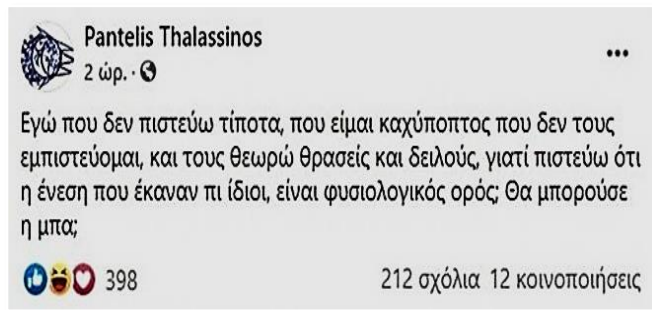 Pantelis Thalassinos
2 ώρ. ·
Εγώ που δεν πιστεύω τίποτα, που είμαι καχύποπτος που δεν τους
εμπιστεύομαι, και τους θεωρώ θρασείς και δειλούς, γιατί πιστεύω ότι
η ένεση που έκαναν πι ίδιοι, είναι φυσιολογικός ορός; Θα μπορούσε
η μπα;
398 212 σχόλια 12 κοινοποιήσεις